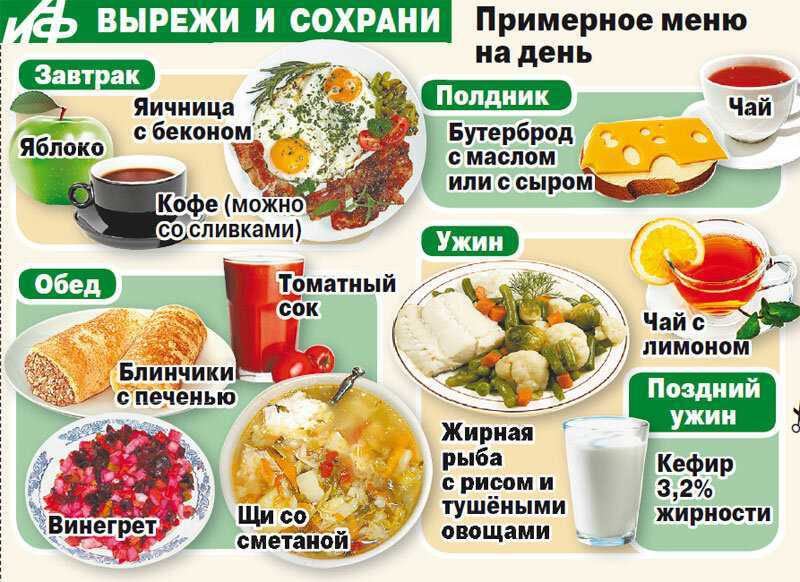 АиФ ВЫРЕЖИ И СОХРАНИ
Примерное меню
на день
Завтрак
Яблоко
Яичница
с беконом
Кофе (можно
со сливками)
Полдник
Чай
Бутерброд
с маслом
или с сыром
Обед
Томатный
сок
Блинчики
с печенью
Винегрет
Щи со
сметаной
Ужин
Чай с
лимоном
Жирная
рыба
с рисом и
тушёными
овощами
Поздний
ужин
Кефир
3,2%
жирности